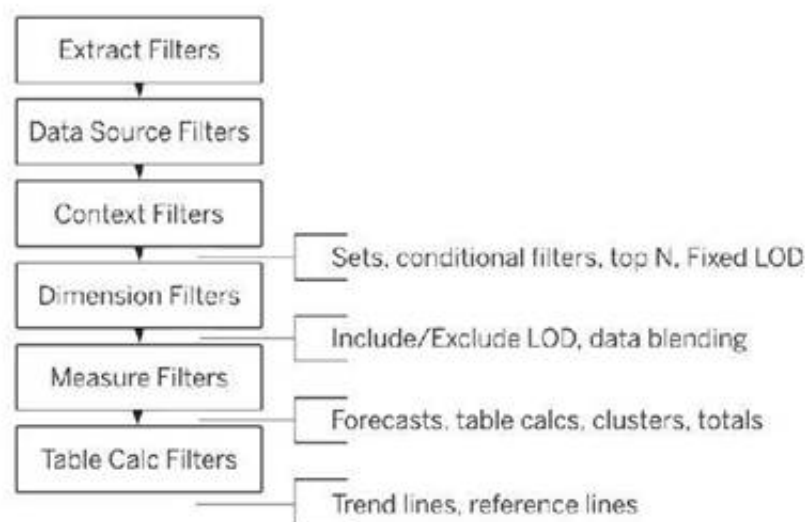 Extract Filters
Data Source Filters
Context Filters
Sets, conditional filters, top N, Fixed LOD
Dimension Filters
Include/Exclude LOD, data blending
Measure Filters
Forecasts, table calcs, clusters, totals
Table Calc Filters
Trend lines, reference lines